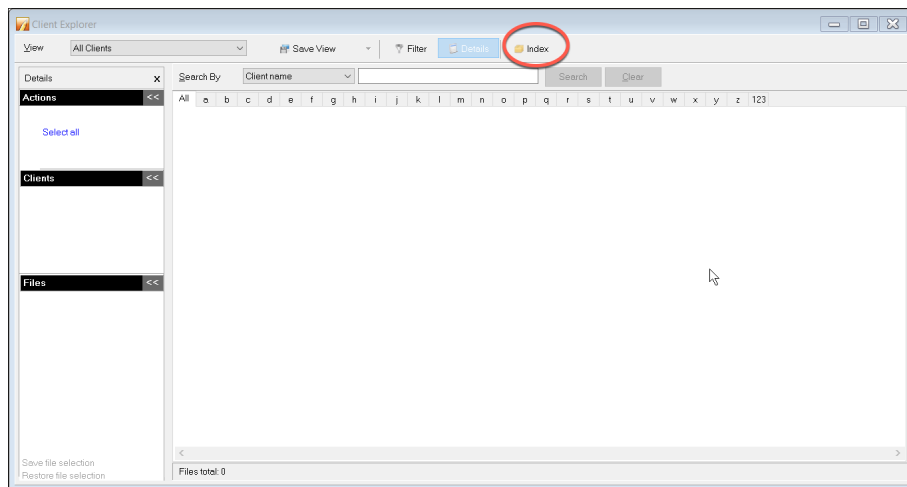 Client Explorer
View All Clients Save View Filter Details Index
Details x
Search By Client name Search Clear
Actions <<
All a b c d e f g h i j k l m n o p q r s t u v w x y z 123
Select all
Clients <<
Files <<
Save file selection
Restore file selection
Files total: 0